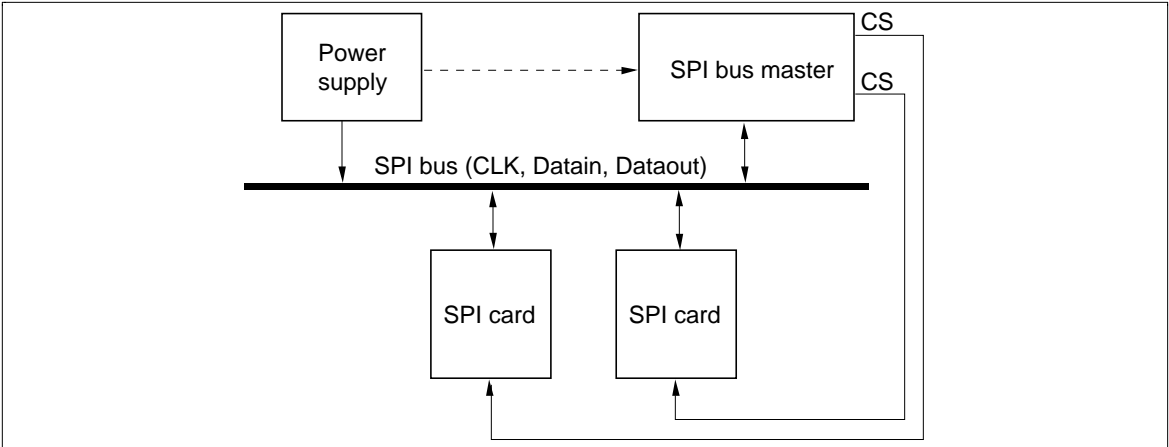 Power
supply
SPI bus master
CS
CS
SPI bus (CLK, Datain, Dataout)
SPI card
SPI card